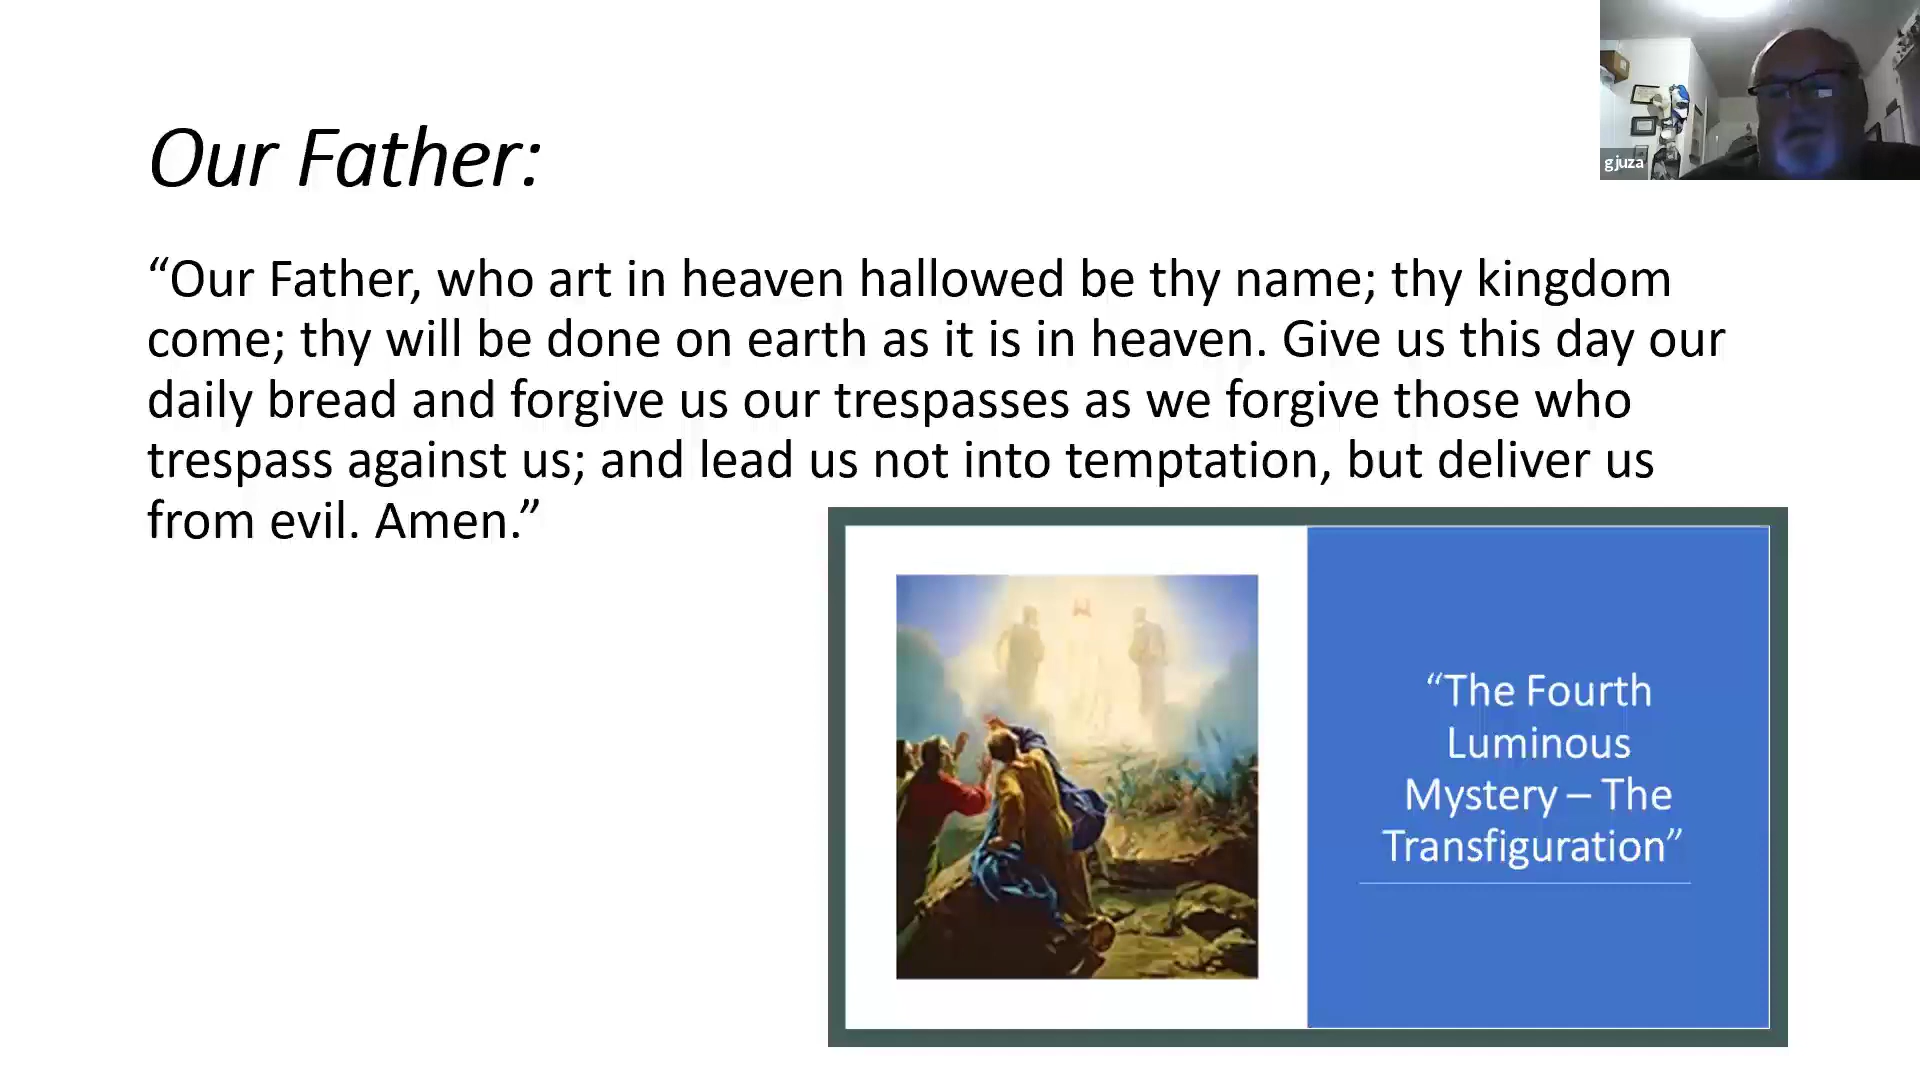 Our Father:
gjuza
“Our Father, who art in heaven hallowed be thy name; thy kingdom
come; thy will be done on earth as it is in heaven. Give us this day our
daily bread and forgive us our trespasses as we forgive those who
trespass against us; and lead us not into temptation, but deliver us
from evil. Amen.”
“The Fourth
Luminous
Mystery – The
Transfiguration”